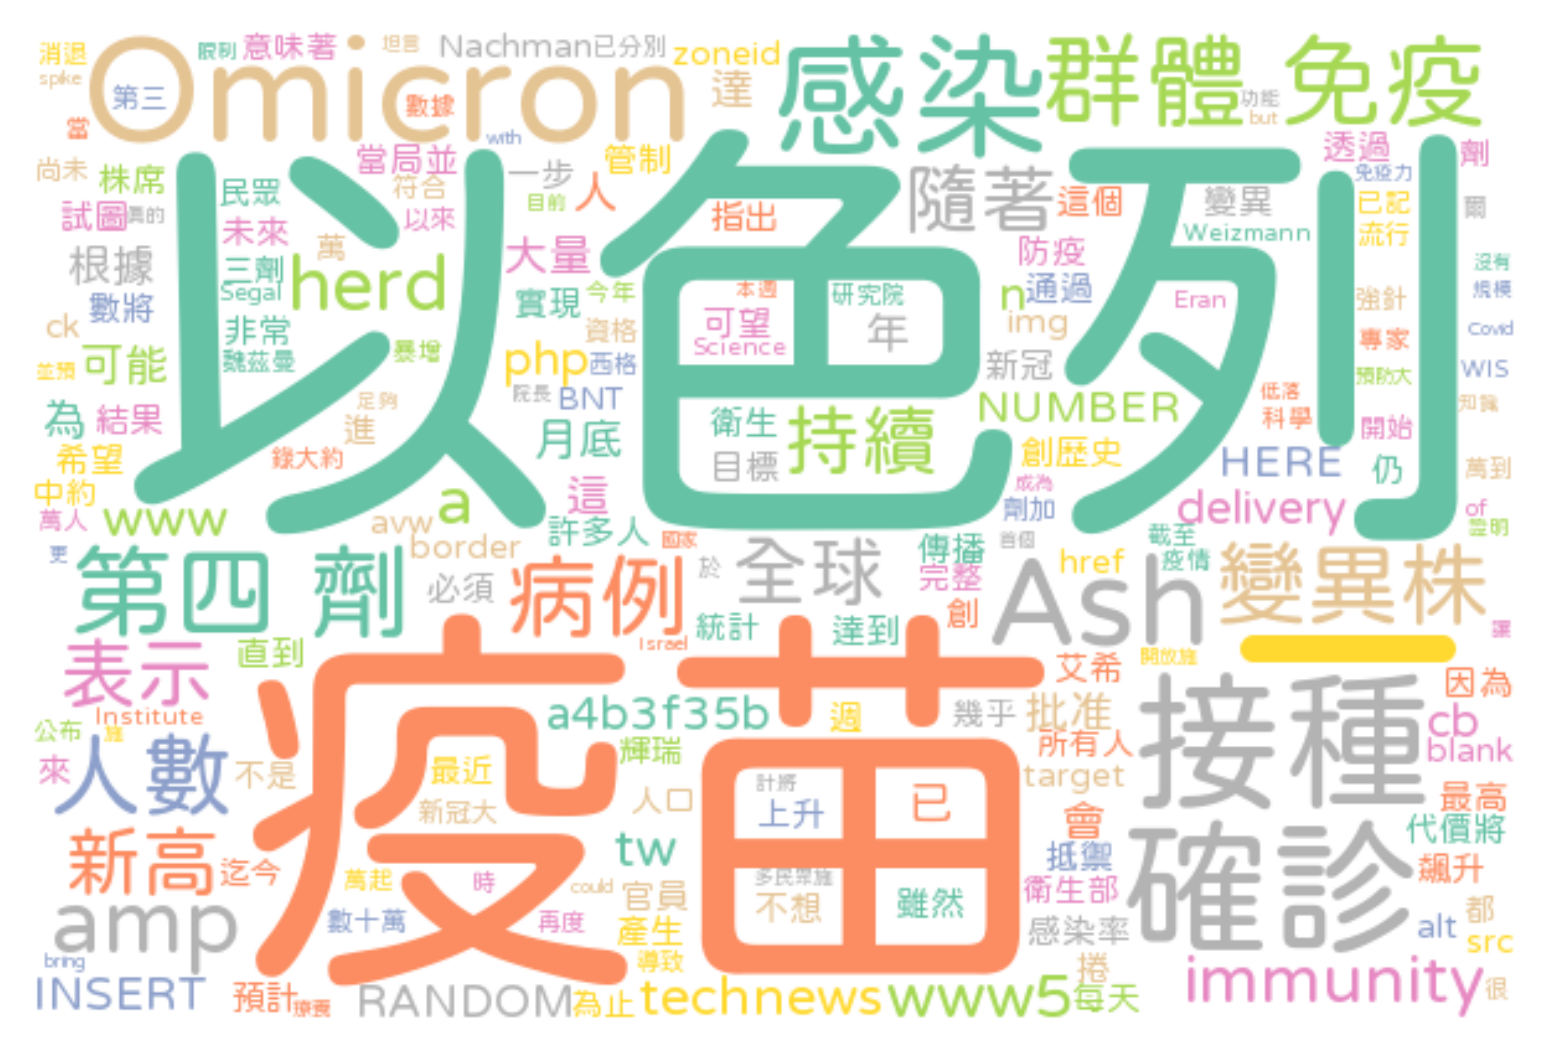 消退
限制
意味著
坦言
Nachman已分別
zoneid
感染
群體 免疫
spike
Omicron
第三
數據
達
功能
but
當
with
尚未
株席
民眾
當局並
符合
一步
管制
人
目前
指出
隨著
這個
變異
透過
劑
免疫力
試圖
真的
未來
以來
萬
大量
防疫
Weizmann
已記
流行
爾
以色列
根據
三劑
Segal
herd
實現
今年
本週
研究院
n
通過
Eran
強針
沒有
規模
ck
數將
非常
資格
可望
Science
年
img
專家
Covid
並預
可能
魏茲曼
暴增
php
西格
新冠
預防大
WIS
為
結果
足夠
進
院長
BNT
衛生
持續
NUMBER
低落
科學
開始
知識
希望
錄大約
月底
目標
創歷史
HERE
仍
萬到
中約
萬人
www
avw
a
這
成為
劑加
delivery
of
聲明
更
border
許多人
國家
首個
截至
疫情
第四 劑
必須
病例
於
全球
傳播
完整
Ash
href
變異株
創
表示
直到
Israel
統計
達到
艾希
開放施
讓
因為
公布
Institute
施
a4b3f35b
週
幾乎
批准
接種
cb
來
人數
不是
最近
輝瑞
所有人
blank
新冠大
人口
計將
上升
已
target
最高
新高
迄今
萬起
時
tw
會
抵禦
確診
代價將
飆升
could
官員
多民眾施
不想
雖然
衛生部
amp
數十萬
再度
產生
感染率
alt
都
src
bring
導致
捲
INSERT
預計
療養
RANDOM
為止
technews
www5
每天
immunity
很